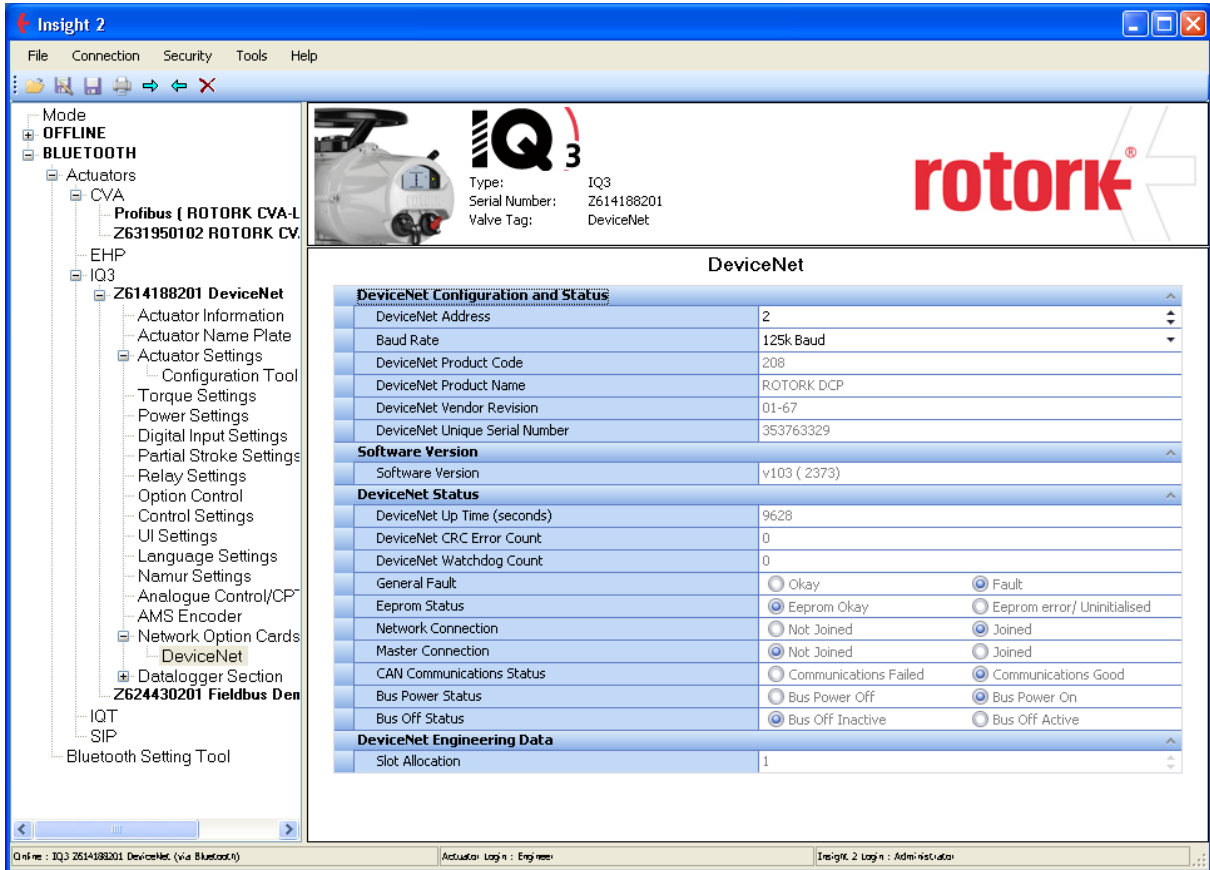 Insight 2
File Connection Security Tools Help
Mode
OFFLINE
BLUETOOTH
Actuators
CVA
Profibus ( ROTORK CVA-L
Z631950102 ROTORK CV
EHP
IQ3
Z614188201 DeviceNet
Actuator Information
Actuator Name Plate
Actuator Settings
Configuration Tool
Torque Settings
Power Settings
Digital Input Settings
Partial Stroke Settings
Relay Settings
Option Control
Control Settings
UI Settings
Language Settings
Namur Settings
Analogue Control/CPT
AMS Encoder
Network Option Cards
DeviceNet
Datalogger Section
Z624430201 Fieldbus Den
IQT
SIP
Bluetooth Setting Tool
IQ3
Type: IQ3
Serial Number: Z614188201
Valve Tag: DeviceNet
rotork®
DeviceNet
DeviceNet Configuration and Status
DeviceNet Address 2
Baud Rate 125k Baud
DeviceNet Product Code 208
DeviceNet Product Name ROTORK DCP
DeviceNet Vendor Revision 01-67
DeviceNet Unique Serial Number 353763329
Software Version
Software Version v103 ( 2373)
DeviceNet Status
DeviceNet Up Time (seconds) 9628
DeviceNet CRC Error Count 0
DeviceNet Watchdog Count 0
General Fault Okay Fault
Eeprom Status Eeprom Okay Eeprom error/ Uninitialised
Network Connection Not Joined Joined
Master Connection Not Joined Joined
CAN Communications Status Communications Failed Communications Good
Bus Power Status Bus Power Off Bus Power On
Bus Off Status Bus Off Inactive Bus Off Active
DeviceNet Engineering Data
Slot Allocation 1
Online : IQ3 Z614188201 DeviceNet (via Bluetooth) Actuator Login : Engineer Insight 2 Login : Administrator